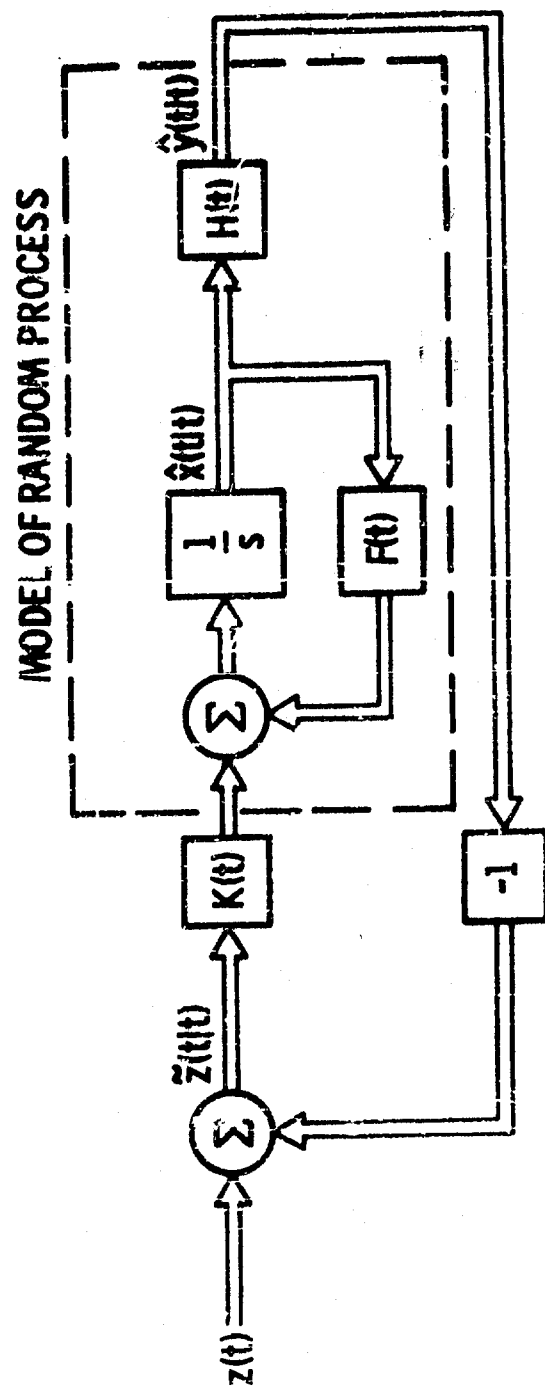 MODEL OF RANDOM PROCESS
z(t)
Σ
z̃(t|t)
K(t)
Σ
1
s
x̂(t|t)
H(t)
ŷ(t|t)
F(t)
-1